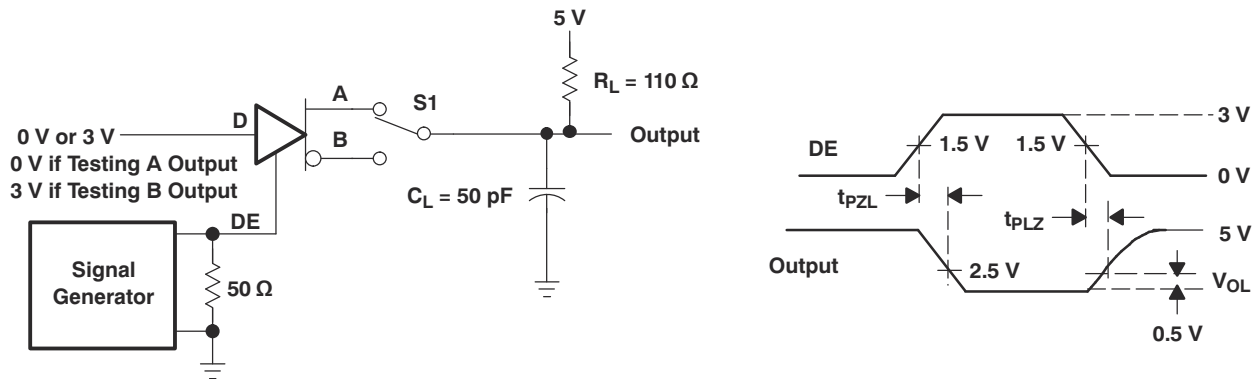 5 V
R_L = 110 Ω
A
S1
D
0 V or 3 V
B
Output
0 V if Testing A Output
3 V if Testing B Output
C_L = 50 pF
DE
Signal
Generator
50 Ω
3 V
DE
1.5 V
1.5 V
0 V
t_PZL
t_PLZ
5 V
Output
2.5 V
V_OL
0.5 V